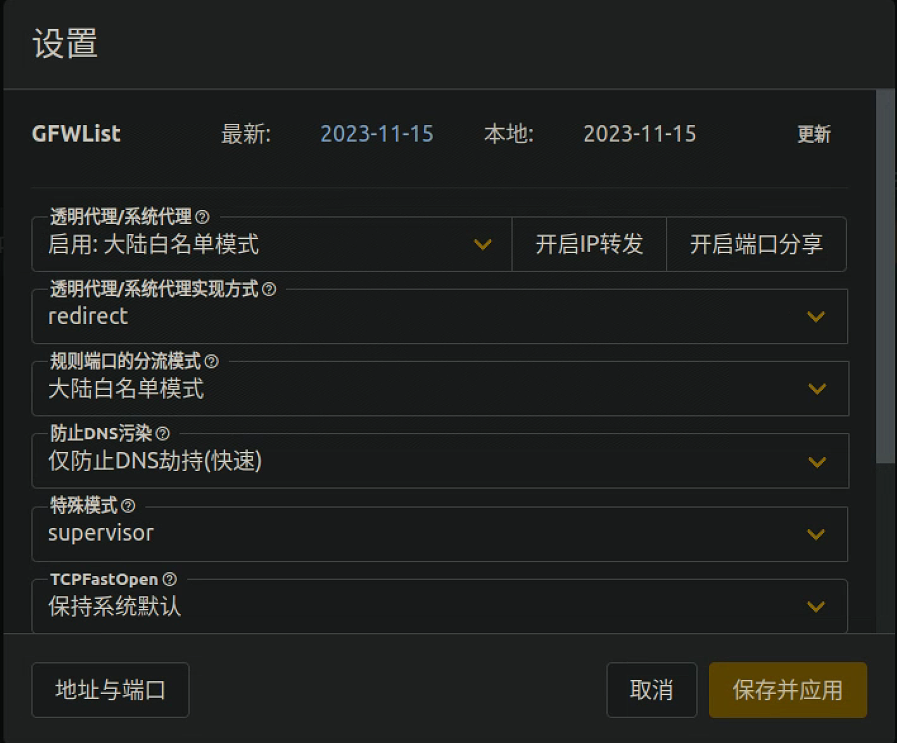 设置
GFWList 最新: 2023-11-15 本地: 2023-11-15 更新
透明代理/系统代理
启用: 大陆白名单模式 开启IP转发 开启端口分享
透明代理/系统代理实现方式
redirect
规则端口的分流模式
大陆白名单模式
防止DNS污染
仅防止DNS劫持(快速)
特殊模式
supervisor
TCPFastOpen
保持系统默认
地址与端口 取消 保存并应用